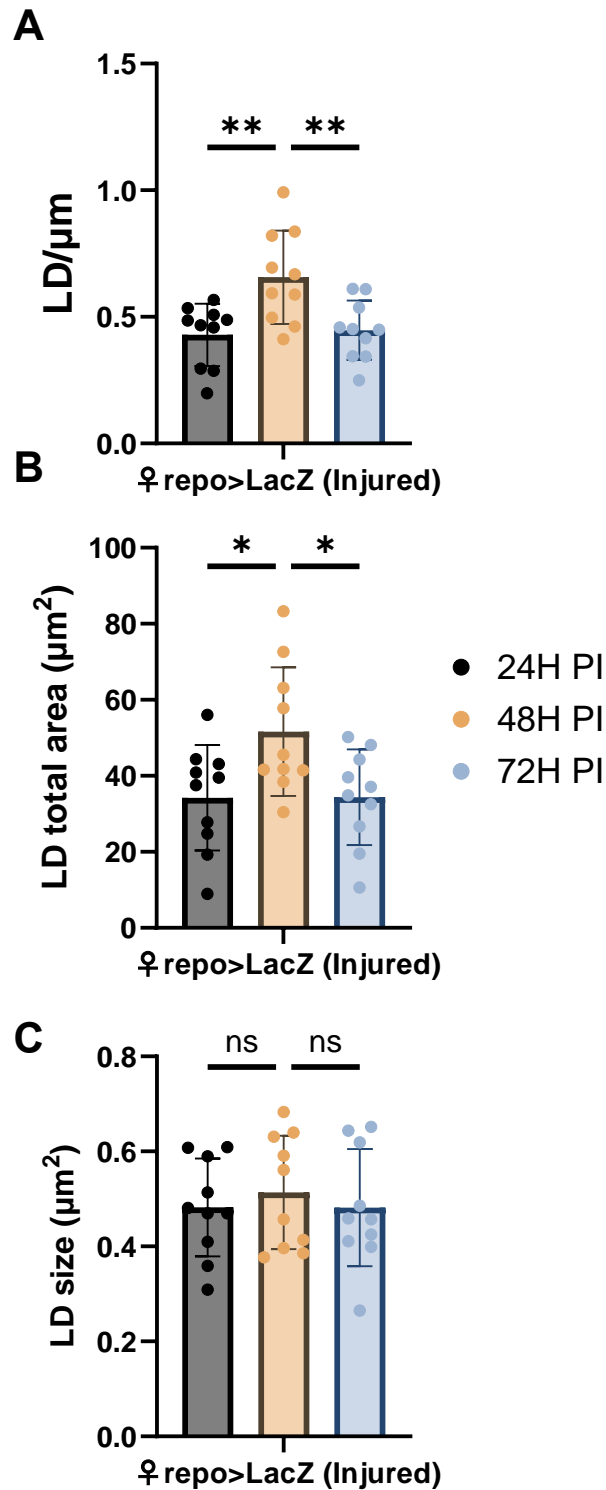 A
1.5
** **
1.0
LD/µm
0.5
0.0
♀ repo>LacZ (Injured)
B
100
* *
80
60
LD total area (µm²)
40
20
0
♀ repo>LacZ (Injured)
24H PI
48H PI
72H PI
C
0.8
ns ns
0.6
LD size (µm²)
0.4
0.2
0.0
♀ repo>LacZ (Injured)